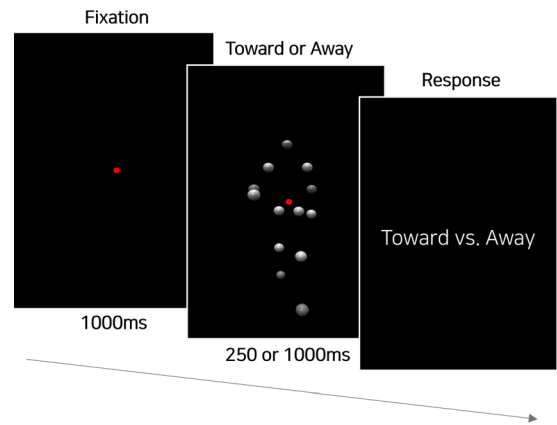 Fixation
Toward or Away
Response
Toward vs. Away
1000ms
250 or 1000ms